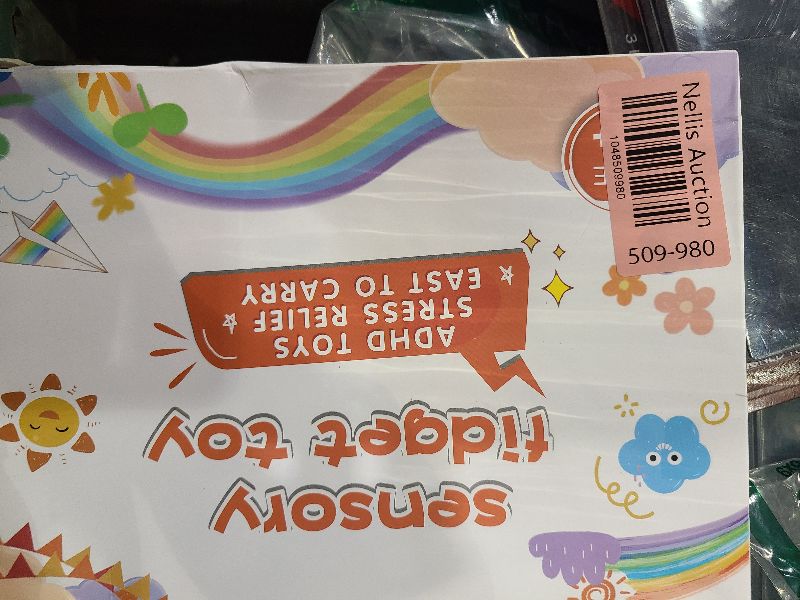 sensory
fidget toy
ADHD TOYS
STRESS RELIEF
EAST TO CARRY
Nellis Auction
1048509980
509-980